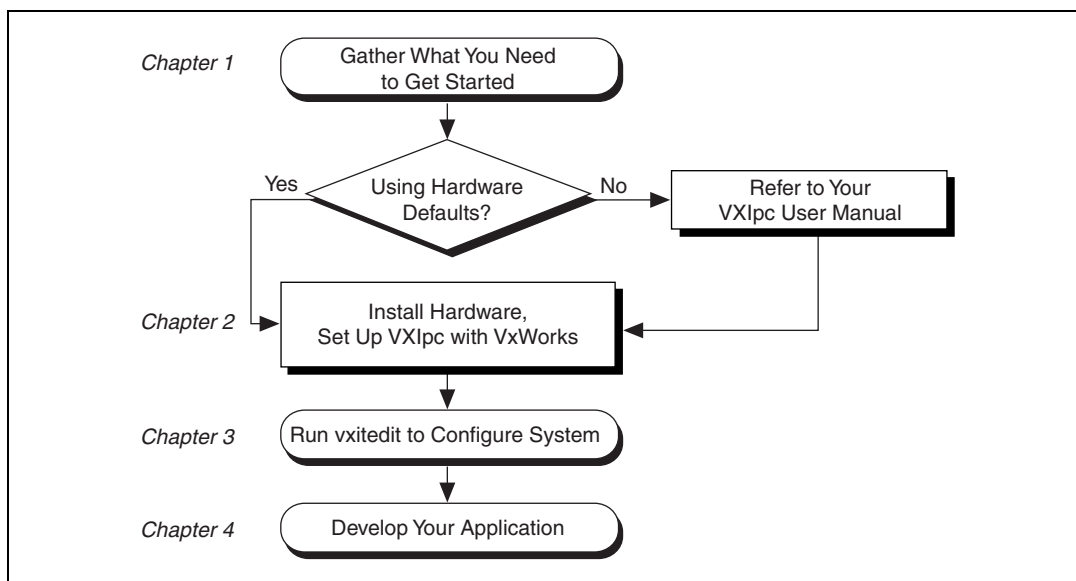 Chapter 1
Gather What You Need
to Get Started
Yes
Using Hardware
Defaults?
No
Refer to Your
VXIpc User Manual
Chapter 2
Install Hardware,
Set Up VXIpc with VxWorks
Chapter 3
Run vxitedit to Configure System
Chapter 4
Develop Your Application